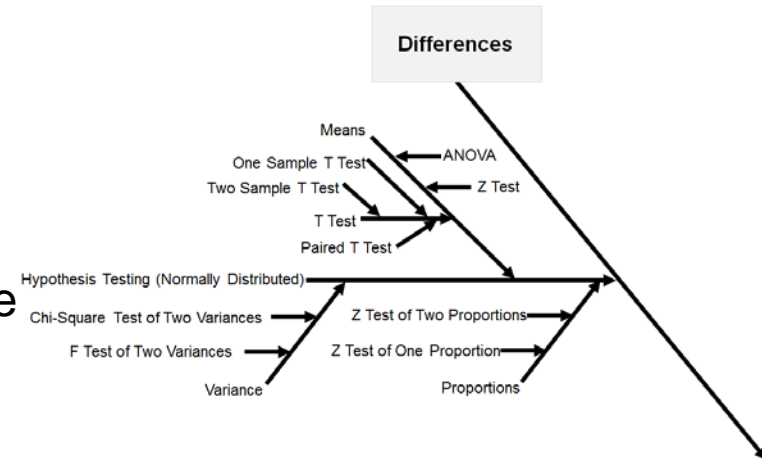 Differences
Means
ANOVA
One Sample T Test
Z Test
Two Sample T Test
T Test
Paired T Test
Hypothesis Testing (Normally Distributed)
e
Chi-Square Test of Two Variances
Z Test of Two Proportions
F Test of Two Variances
Z Test of One Proportion
Variance
Proportions